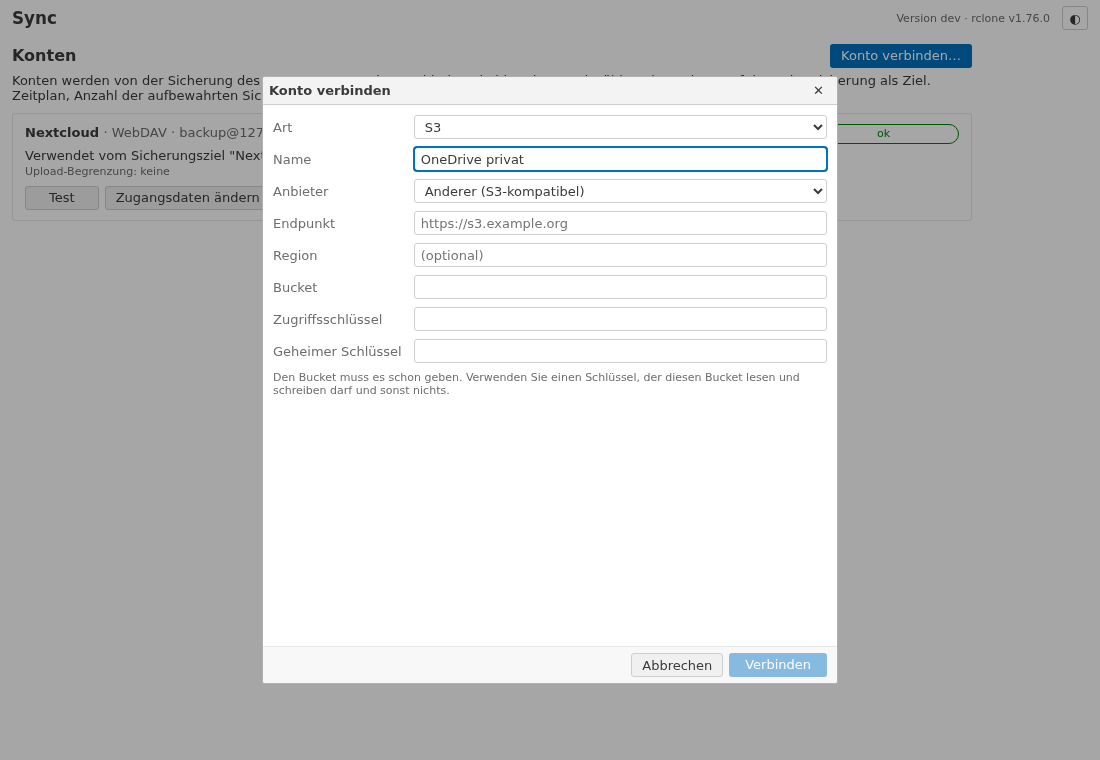 Sync
Version dev · rclone v1.76.0
Konten
Konto verbinden…
Konten werden von der Sicherung des
erung als Ziel.
Zeitplan, Anzahl der aufbewahrten Sic
Nextcloud · WebDAV · backup@127
ok
Verwendet vom Sicherungsziel "Next
Upload-Begrenzung: keine
Test
Zugangsdaten ändern
Konto verbinden
✕
Art
S3
Name
OneDrive privat
Anbieter
Anderer (S3-kompatibel)
Endpunkt
https://s3.example.org
Region
(optional)
Bucket
Zugriffsschlüssel
Geheimer Schlüssel
Den Bucket muss es schon geben. Verwenden Sie einen Schlüssel, der diesen Bucket lesen und
schreiben darf und sonst nichts.
Abbrechen
Verbinden